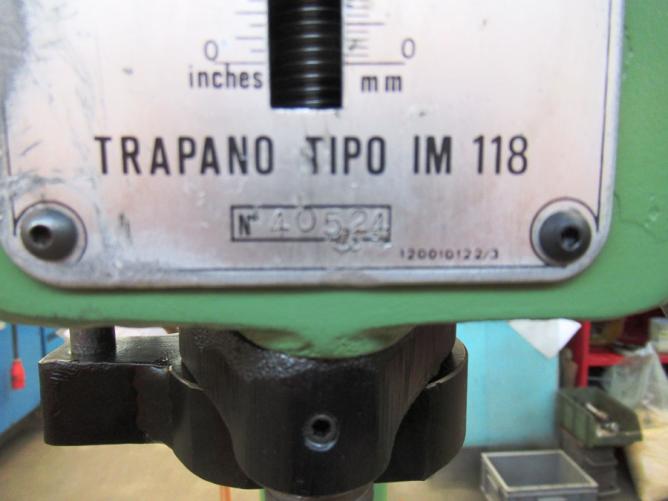 0 0
inches mm
TRAPANO TIPO IM 118
N° 40524
120010122/3